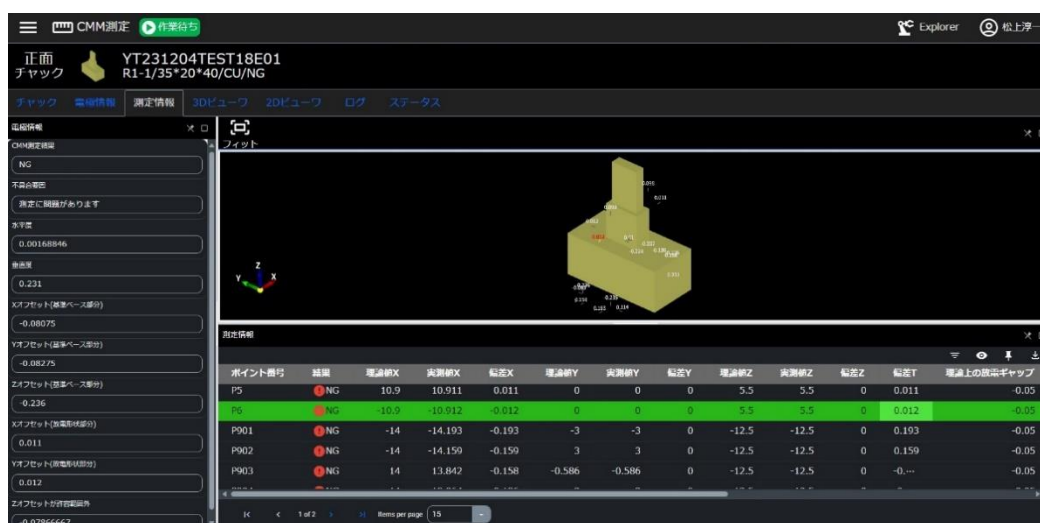 CMM測定 作業待ち
Explorer 松上淳一
正面
チャック
YT231204TEST18E01
R1-1/35*20*40/CU/NG
チャック 電極情報 測定情報 3Dビューワ 2Dビューワ ログ ステータス
電極情報
CMM測定結果
NG
不具合要因
測定に問題があります
水平度
0.00168846
垂直度
0.231
Xオフセット(基準ベース部分)
-0.08075
Yオフセット(基準ベース部分)
-0.08275
Zオフセット(基準ベース部分)
-0.236
Xオフセット(放電形状部分)
0.011
Yオフセット(放電形状部分)
0.012
Zオフセットが許容範囲外
-0.07866667
フィット
Z
Y X
測定情報
ポイント番号 結果 理論値X 実測値X 偏差X 理論値Y 実測値Y 偏差Y 理論値Z 実測値Z 偏差Z 偏差T 理論上の放電ギャップ
P5 NG 10.9 10.911 0.011 0 0 0 5.5 5.5 0 0.011 -0.05
P6 NG -10.9 -10.912 -0.012 0 0 0 5.5 5.5 0 0.012 -0.05
P901 NG -14 -14.193 -0.193 -3 -3 0 -12.5 -12.5 0 0.193 -0.05
P902 NG -14 -14.159 -0.159 3 3 0 -12.5 -12.5 0 0.159 -0.05
P903 NG 14 13.842 -0.158 -0.586 -0.586 0 -12.5 -12.5 0 -0.… -0.05
1 of 2 Items per page 15